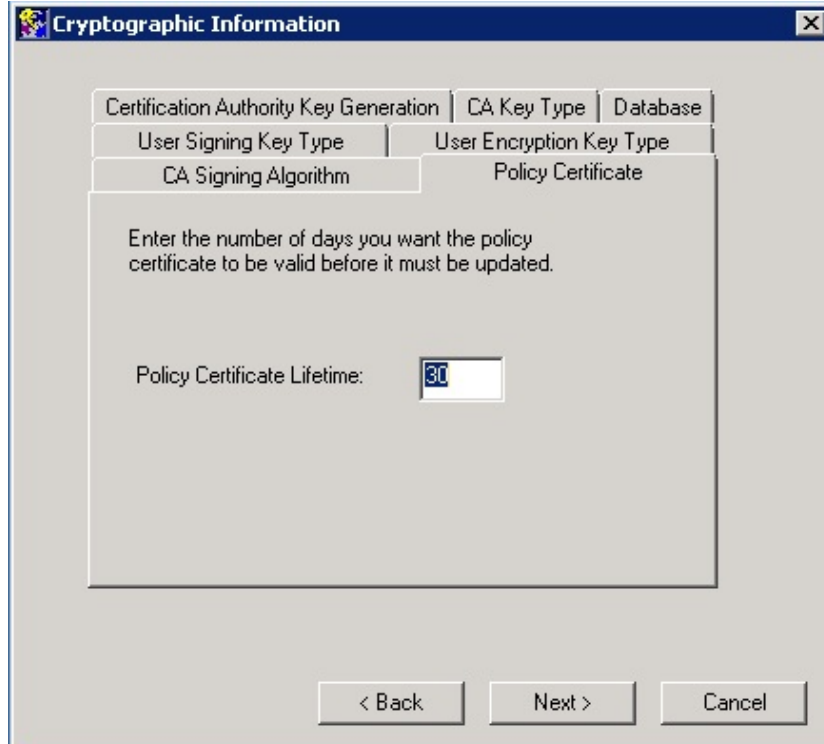 Cryptographic Information
Certification Authority Key Generation CA Key Type Database
User Signing Key Type User Encryption Key Type
CA Signing Algorithm Policy Certificate
Enter the number of days you want the policy
certificate to be valid before it must be updated.
Policy Certificate Lifetime: 30
< Back Next > Cancel